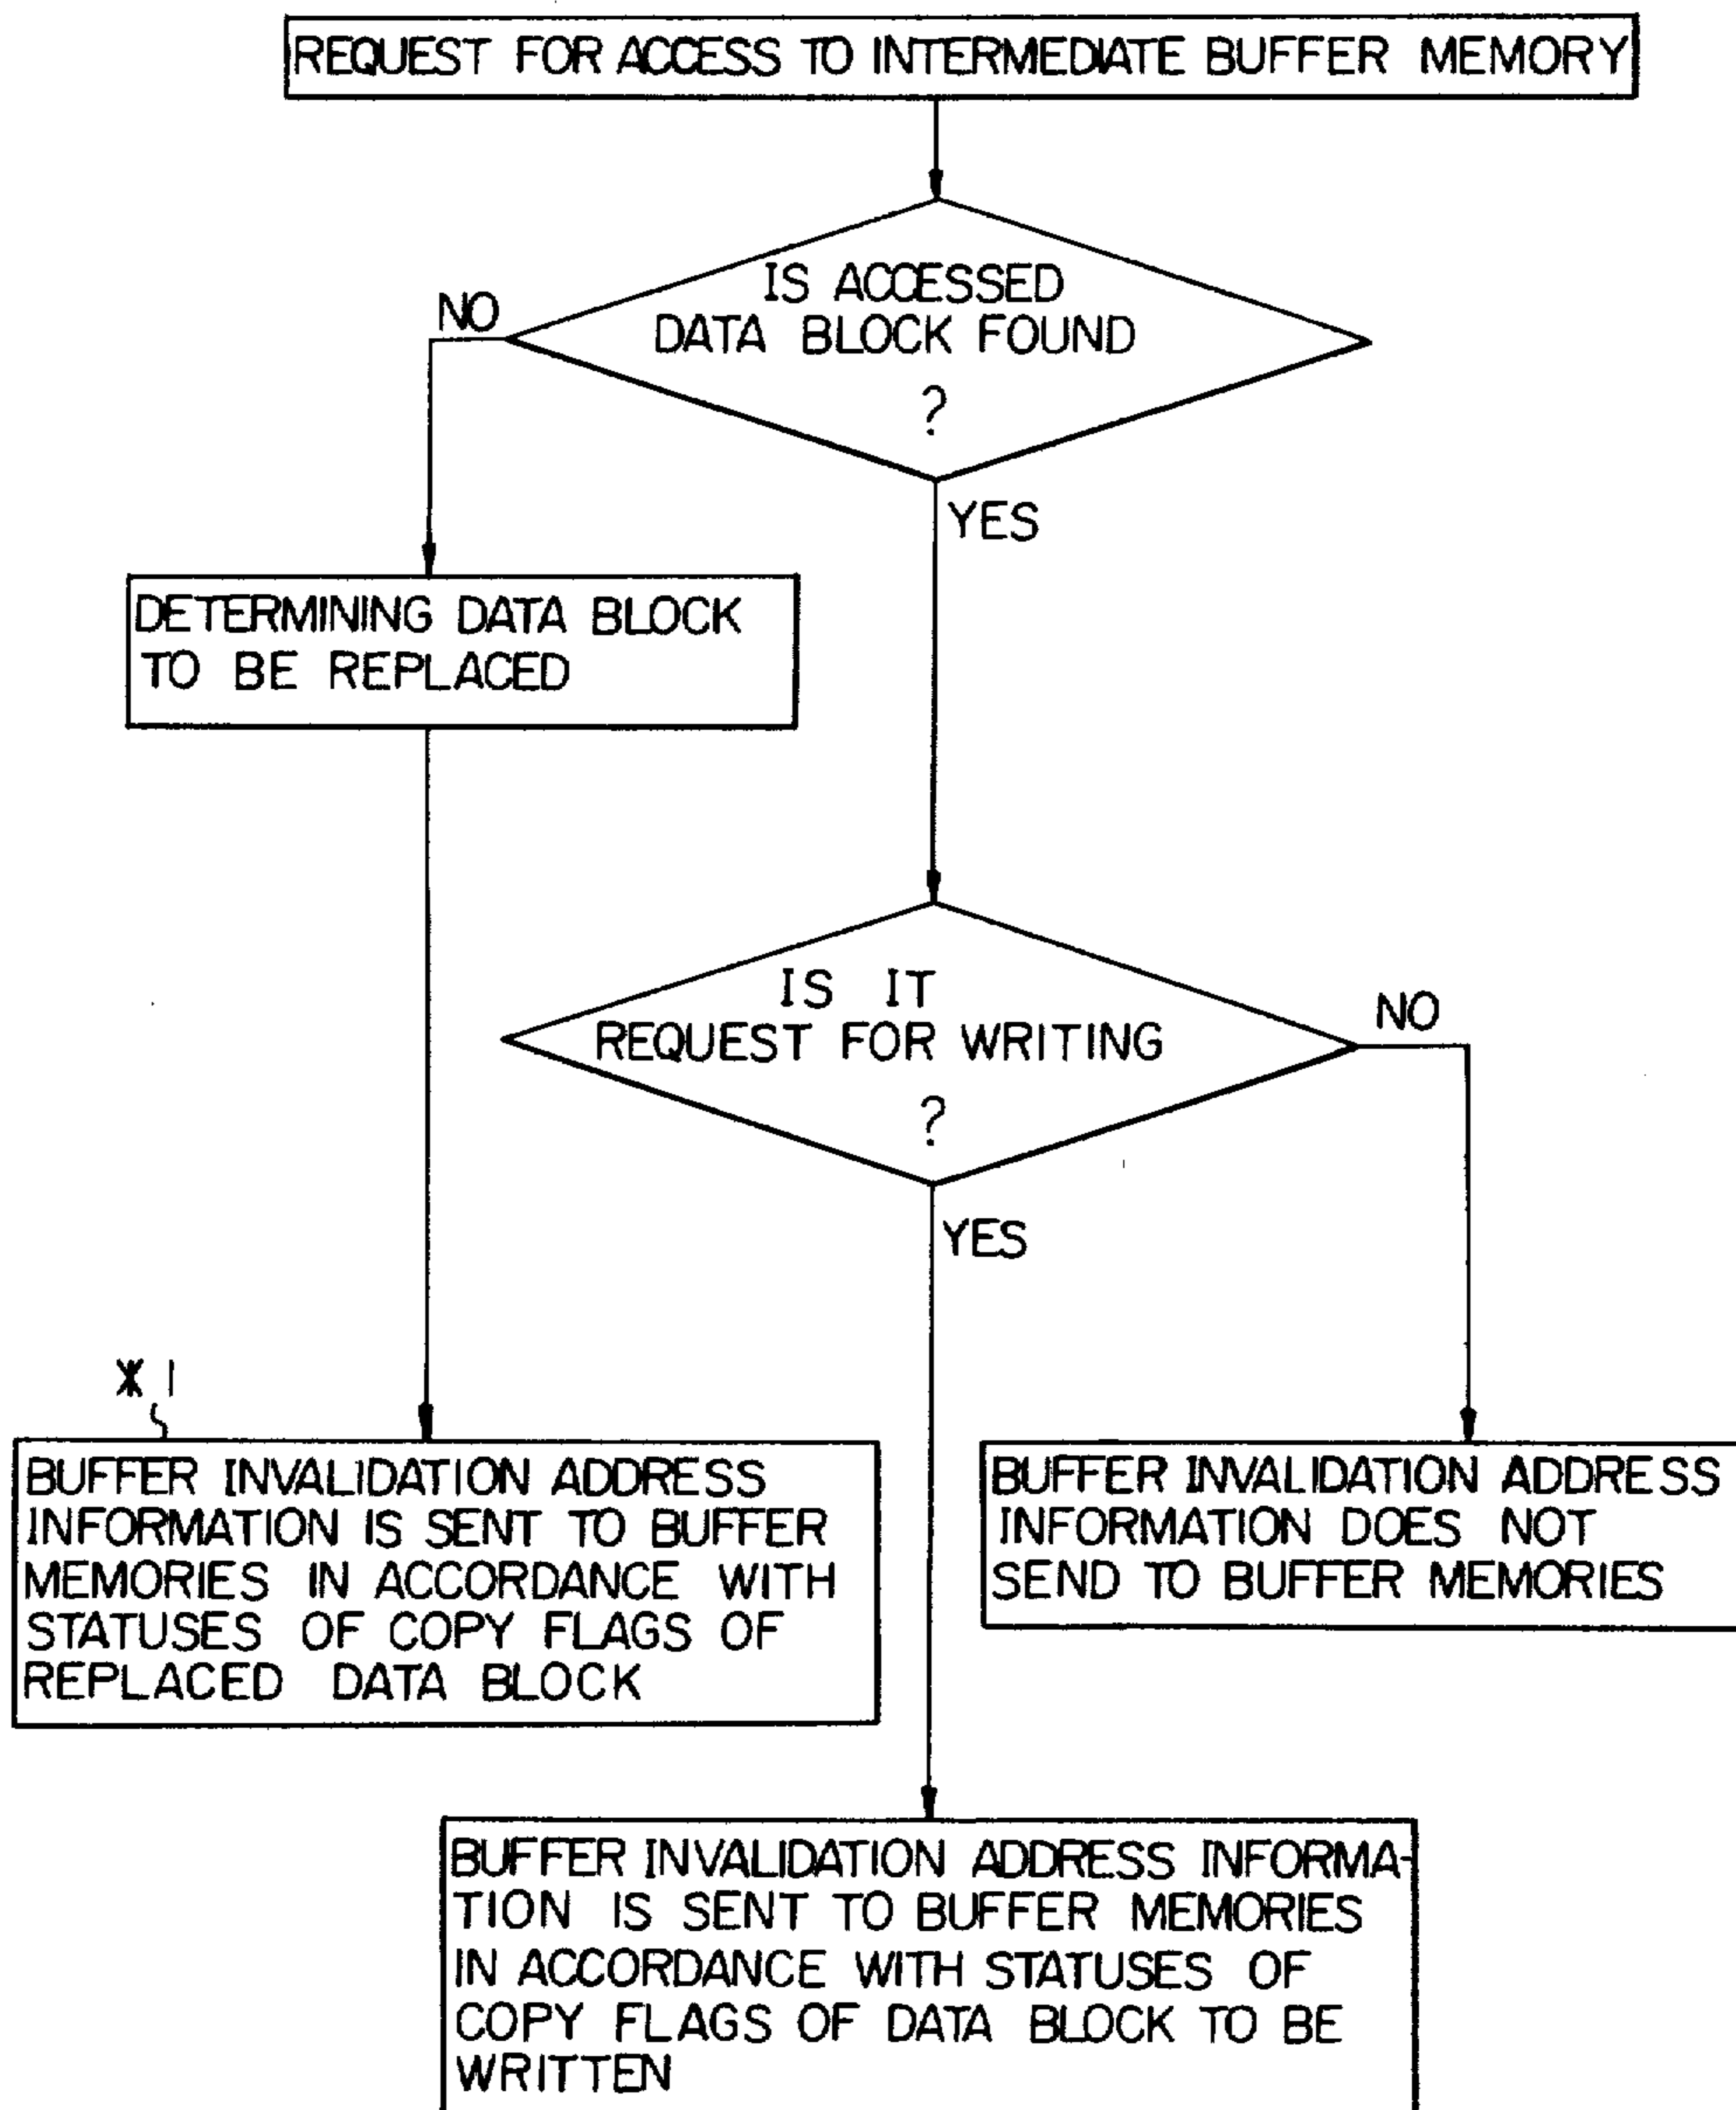 REQUEST FOR ACCESS TO INTERMEDIATE BUFFER MEMORY
IS ACCESSED
DATA BLOCK FOUND
?
NO
YES
DETERMINING DATA BLOCK
TO BE REPLACED
IS IT
REQUEST FOR WRITING
?
NO
YES
*1
BUFFER INVALIDATION ADDRESS
INFORMATION IS SENT TO BUFFER
MEMORIES IN ACCORDANCE WITH
STATUSES OF COPY FLAGS OF
REPLACED DATA BLOCK
BUFFER INVALIDATION ADDRESS
INFORMATION DOES NOT
SEND TO BUFFER MEMORIES
BUFFER INVALIDATION ADDRESS INFORMA-
TION IS SENT TO BUFFER MEMORIES
IN ACCORDANCE WITH STATUSES OF
COPY FLAGS OF DATA BLOCK TO BE
WRITTEN